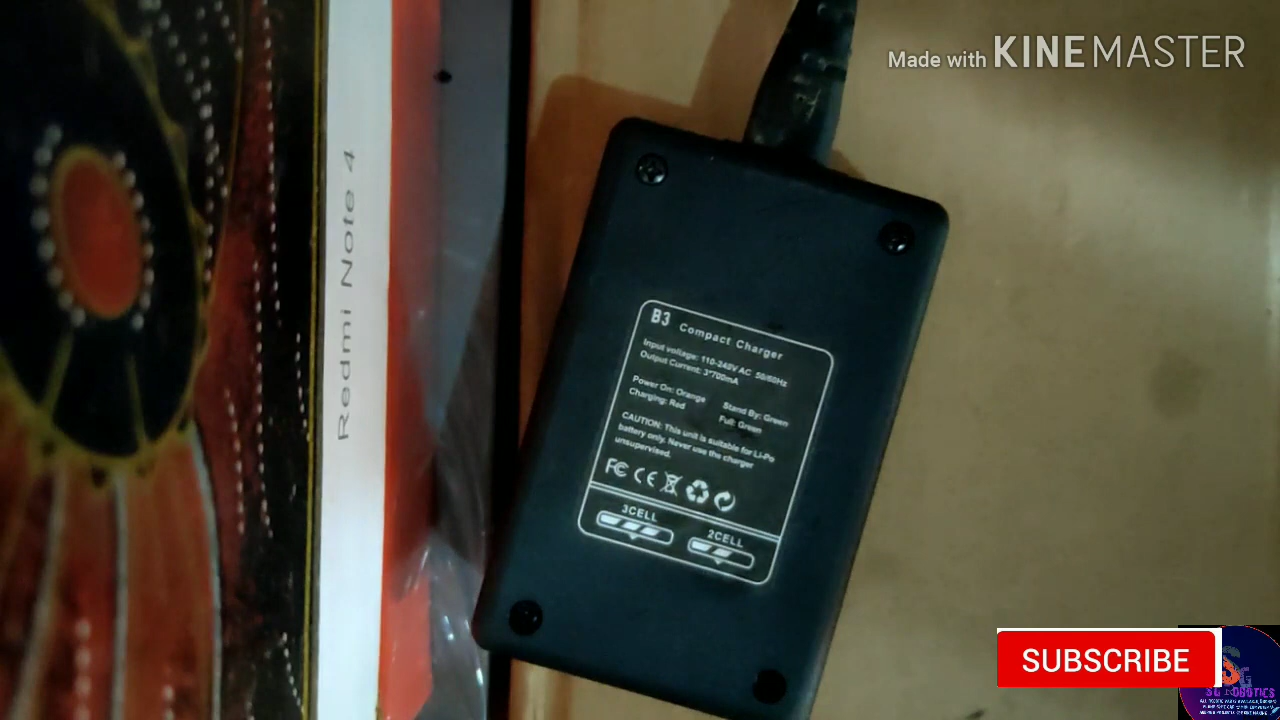 Made with KINEMASTER
Redmi Note 4
B3 Compact Charger
Input voltage: 110-240V AC 50/60Hz
Output Current: 3*700mA
Power On: Orange Stand By: Green
Charging: Red Full: Green
CAUTION: This unit is suitable for Li-Po
battery only. Never use the charger
unsupervised.
FC CE
3CELL 2CELL
SUBSCRIBE